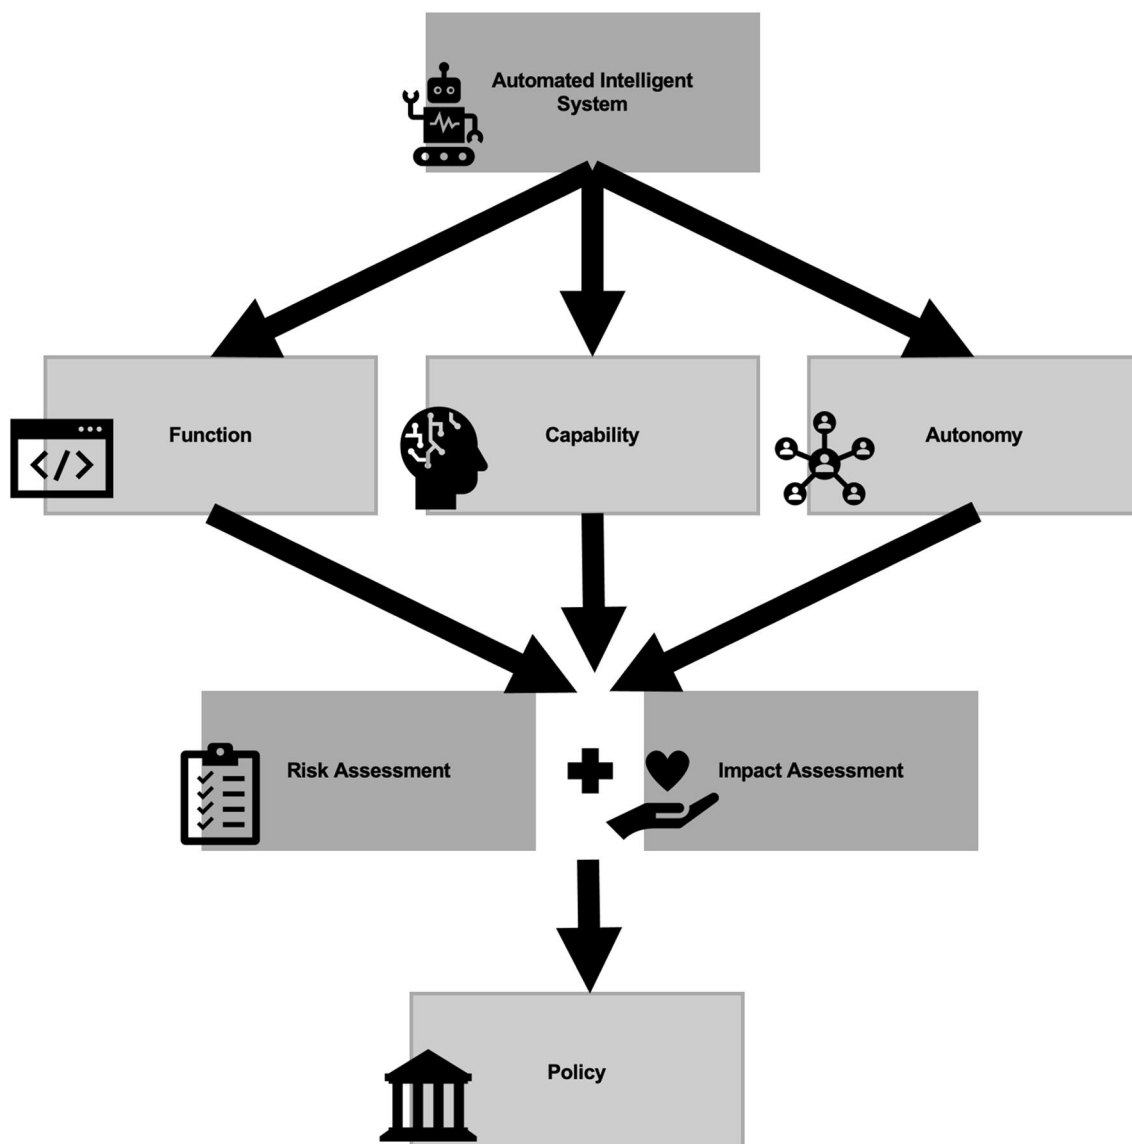 Automated Intelligent
System
Function
Capability
Autonomy
Risk Assessment
Impact Assessment
Policy